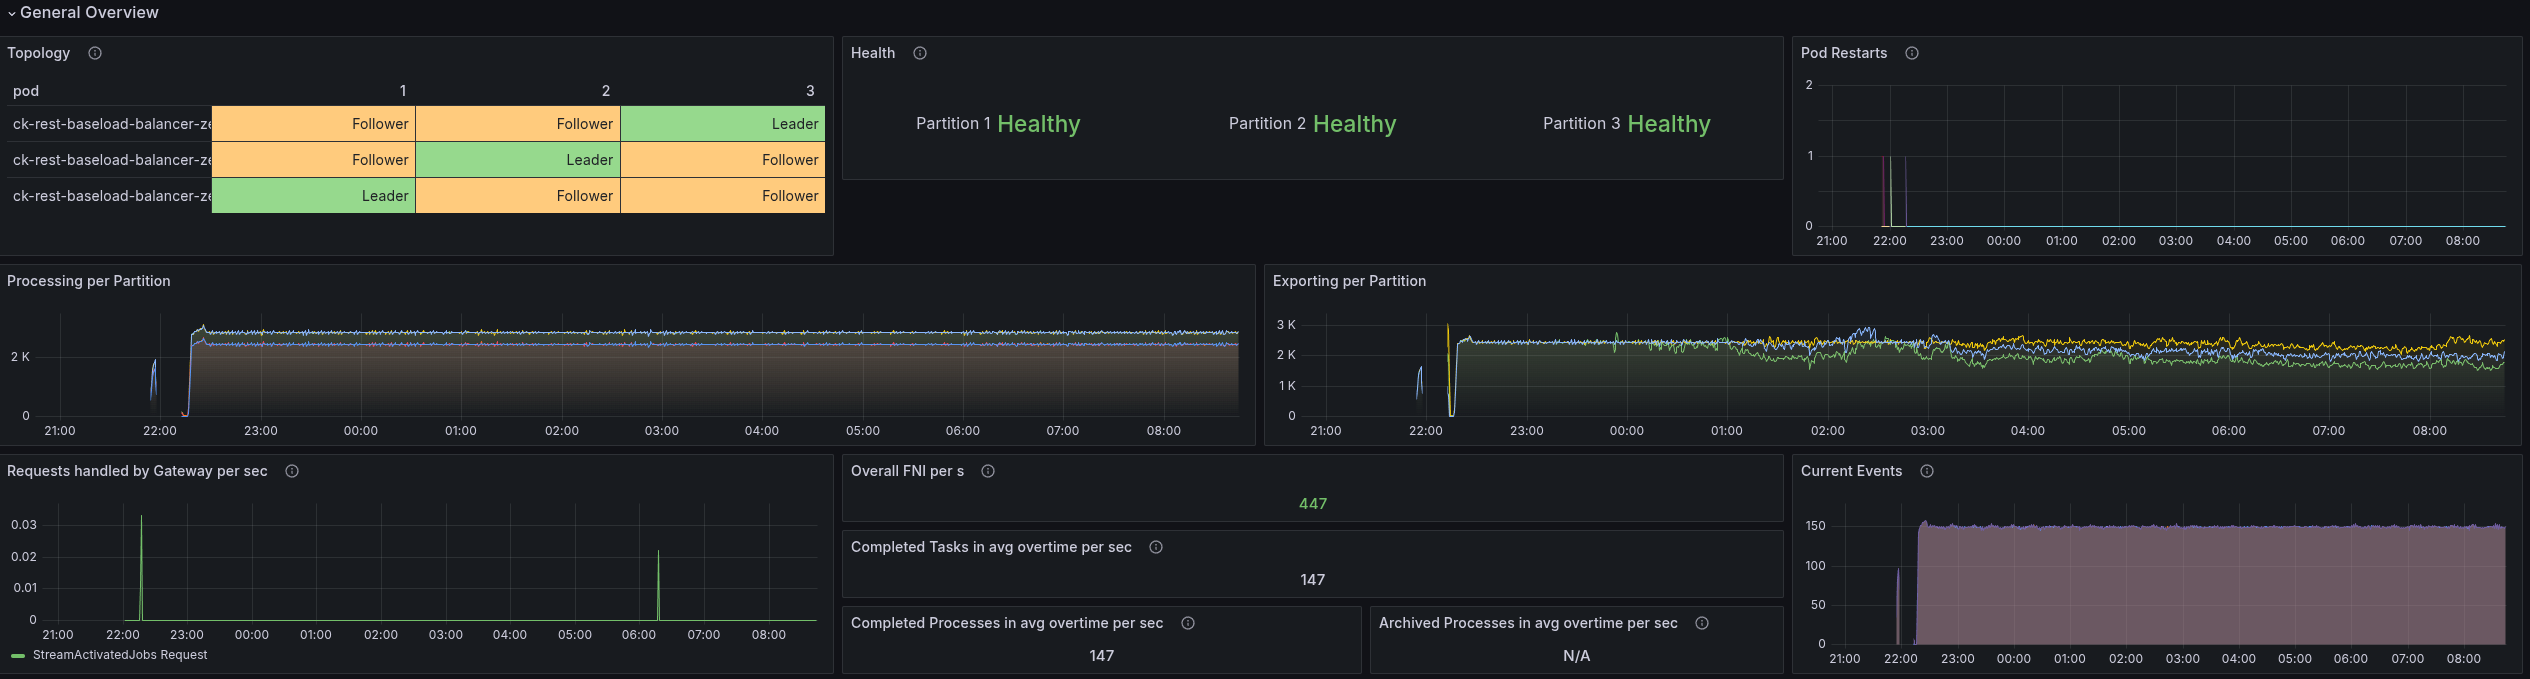 General Overview
Topology
pod 1 2 3
ck-rest-baseload-balancer-ze Follower Follower Leader
ck-rest-baseload-balancer-ze Follower Leader Follower
ck-rest-baseload-balancer-ze Leader Follower Follower
Health
Partition 1 Healthy Partition 2 Healthy Partition 3 Healthy
Pod Restarts
2
1
0
21:00 22:00 23:00 00:00 01:00 02:00 03:00 04:00 05:00 06:00 07:00 08:00
Processing per Partition
2 K
0
21:00 22:00 23:00 00:00 01:00 02:00 03:00 04:00 05:00 06:00 07:00 08:00
Exporting per Partition
3 K
2 K
1 K
0
21:00 22:00 23:00 00:00 01:00 02:00 03:00 04:00 05:00 06:00 07:00 08:00
Requests handled by Gateway per sec
0.03
0.02
0.01
0
21:00 22:00 23:00 00:00 01:00 02:00 03:00 04:00 05:00 06:00 07:00 08:00
StreamActivatedJobs Request
Overall FNI per s
447
Completed Tasks in avg overtime per sec
147
Completed Processes in avg overtime per sec
147
Archived Processes in avg overtime per sec
N/A
Current Events
150
100
50
0
21:00 22:00 23:00 00:00 01:00 02:00 03:00 04:00 05:00 06:00 07:00 08:00